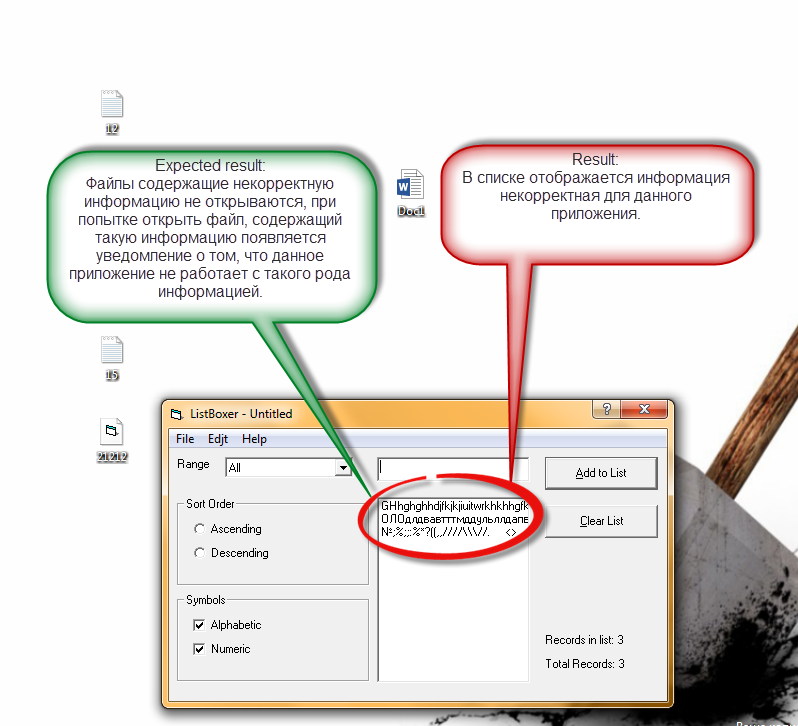 12
Expected result:
Файлы содержащие некорректную
информацию не открываются, при
попытке открыть файл, содержащий
такую информацию появляется
уведомление о том, что данное
приложение не работает с такого рода
информацией.
Doc1
Result:
В списке отображается информация
некорректная для данного
приложения.
15
21212
ListBoxer - Untitled
File Edit Help
Range
All
Add to List
Sort Order
Ascending
Descending
GHhghghhdjfkjkjiuitwrkhkhhgfk
ОЛОдлдвавтттмддульлдапе
№;%;;:%*?((,,////\\\//. <>
Clear List
Symbols
Alphabetic
Numeric
Records in list: 3
Total Records: 3